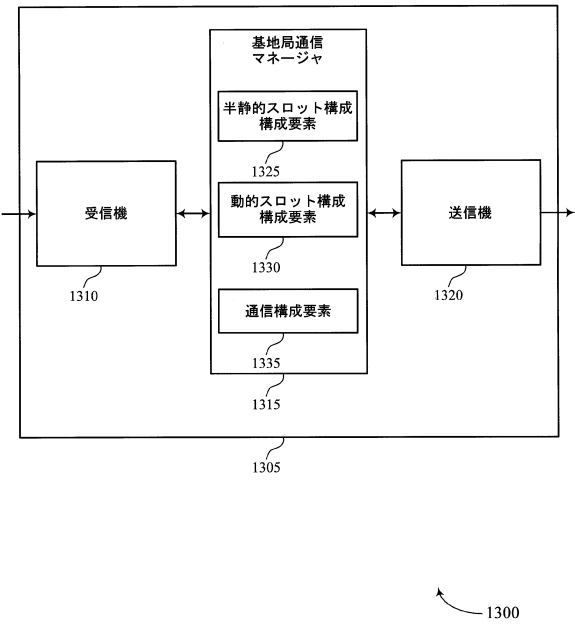 基地局通信
マネージャ
半静的スロット構成
構成要素
1325
受信機
1310
動的スロット構成
構成要素
1330
送信機
1320
通信構成要素
1335
1315
1305
1300